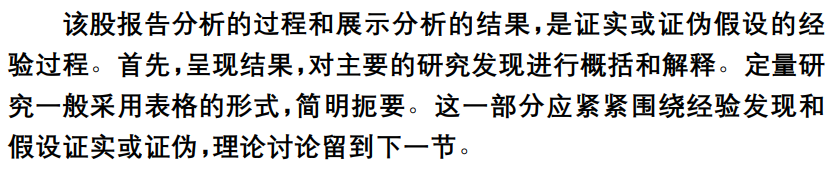 该股报告分析的过程和展示分析的结果,是证实或证伪假设的经
验过程。首先,呈现结果,对主要的研究发现进行概括和解释。定量研
究一般采用表格的形式,简明扼要。这一部分应紧紧围绕经验发现和
假设证实或证伪,理论讨论留到下一节。